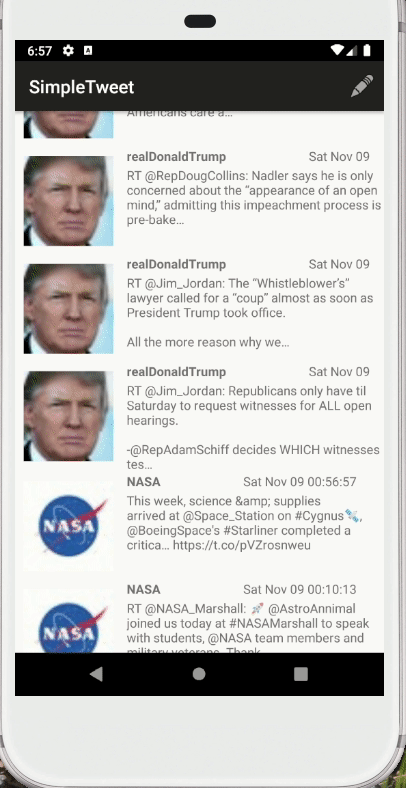 6:57 A
SimpleTweet
Americans care a…
realDonaldTrump Sat Nov 09
RT @RepDougCollins: Nadler says he is only
concerned about the “appearance of an open
mind,” admitting this impeachment process is
pre-bake…
realDonaldTrump Sat Nov 09
RT @Jim_Jordan: The “Whistleblower’s”
lawyer called for a “coup” almost as soon as
President Trump took office.
All the more reason why we…
realDonaldTrump Sat Nov 09
RT @Jim_Jordan: Republicans only have til
Saturday to request witnesses for ALL open
hearings.
-@RepAdamSchiff decides WHICH witnesses
tes…
NASA Sat Nov 09 00:56:57
NASA
This week, science &amp; supplies
arrived at @Space_Station on #Cygnus🛰️,
@BoeingSpace's #Starliner completed a
critica… https://t.co/pVZrosnweu
NASA Sat Nov 09 00:10:13
NASA
RT @NASA_Marshall: 🚀 @AstroAnnimal
joined us today at #NASAMarshall to speak
with students, @NASA team members and
military veterans. Thank